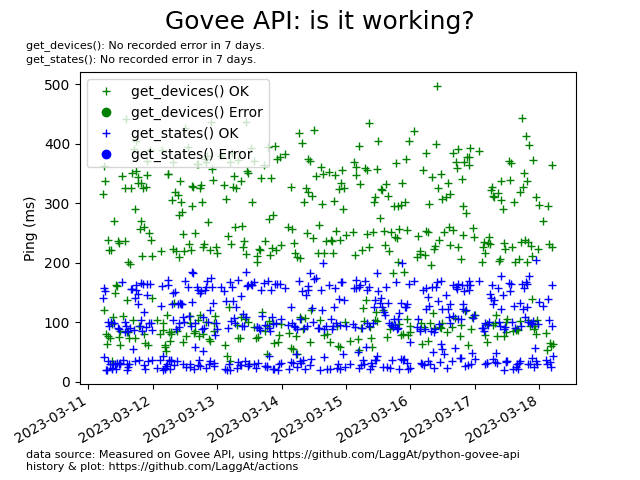 Govee API: is it working?
get_devices(): No recorded error in 7 days.
get_states(): No recorded error in 7 days.
get_devices() OK
get_devices() Error
get_states() OK
get_states() Error
Ping (ms)
500
400
300
200
100
0
2023-03-11
2023-03-12
2023-03-13
2023-03-14
2023-03-15
2023-03-16
2023-03-17
2023-03-18
data source: Measured on Govee API, using https://github.com/LaggAt/python-govee-api
history & plot: https://github.com/LaggAt/actions